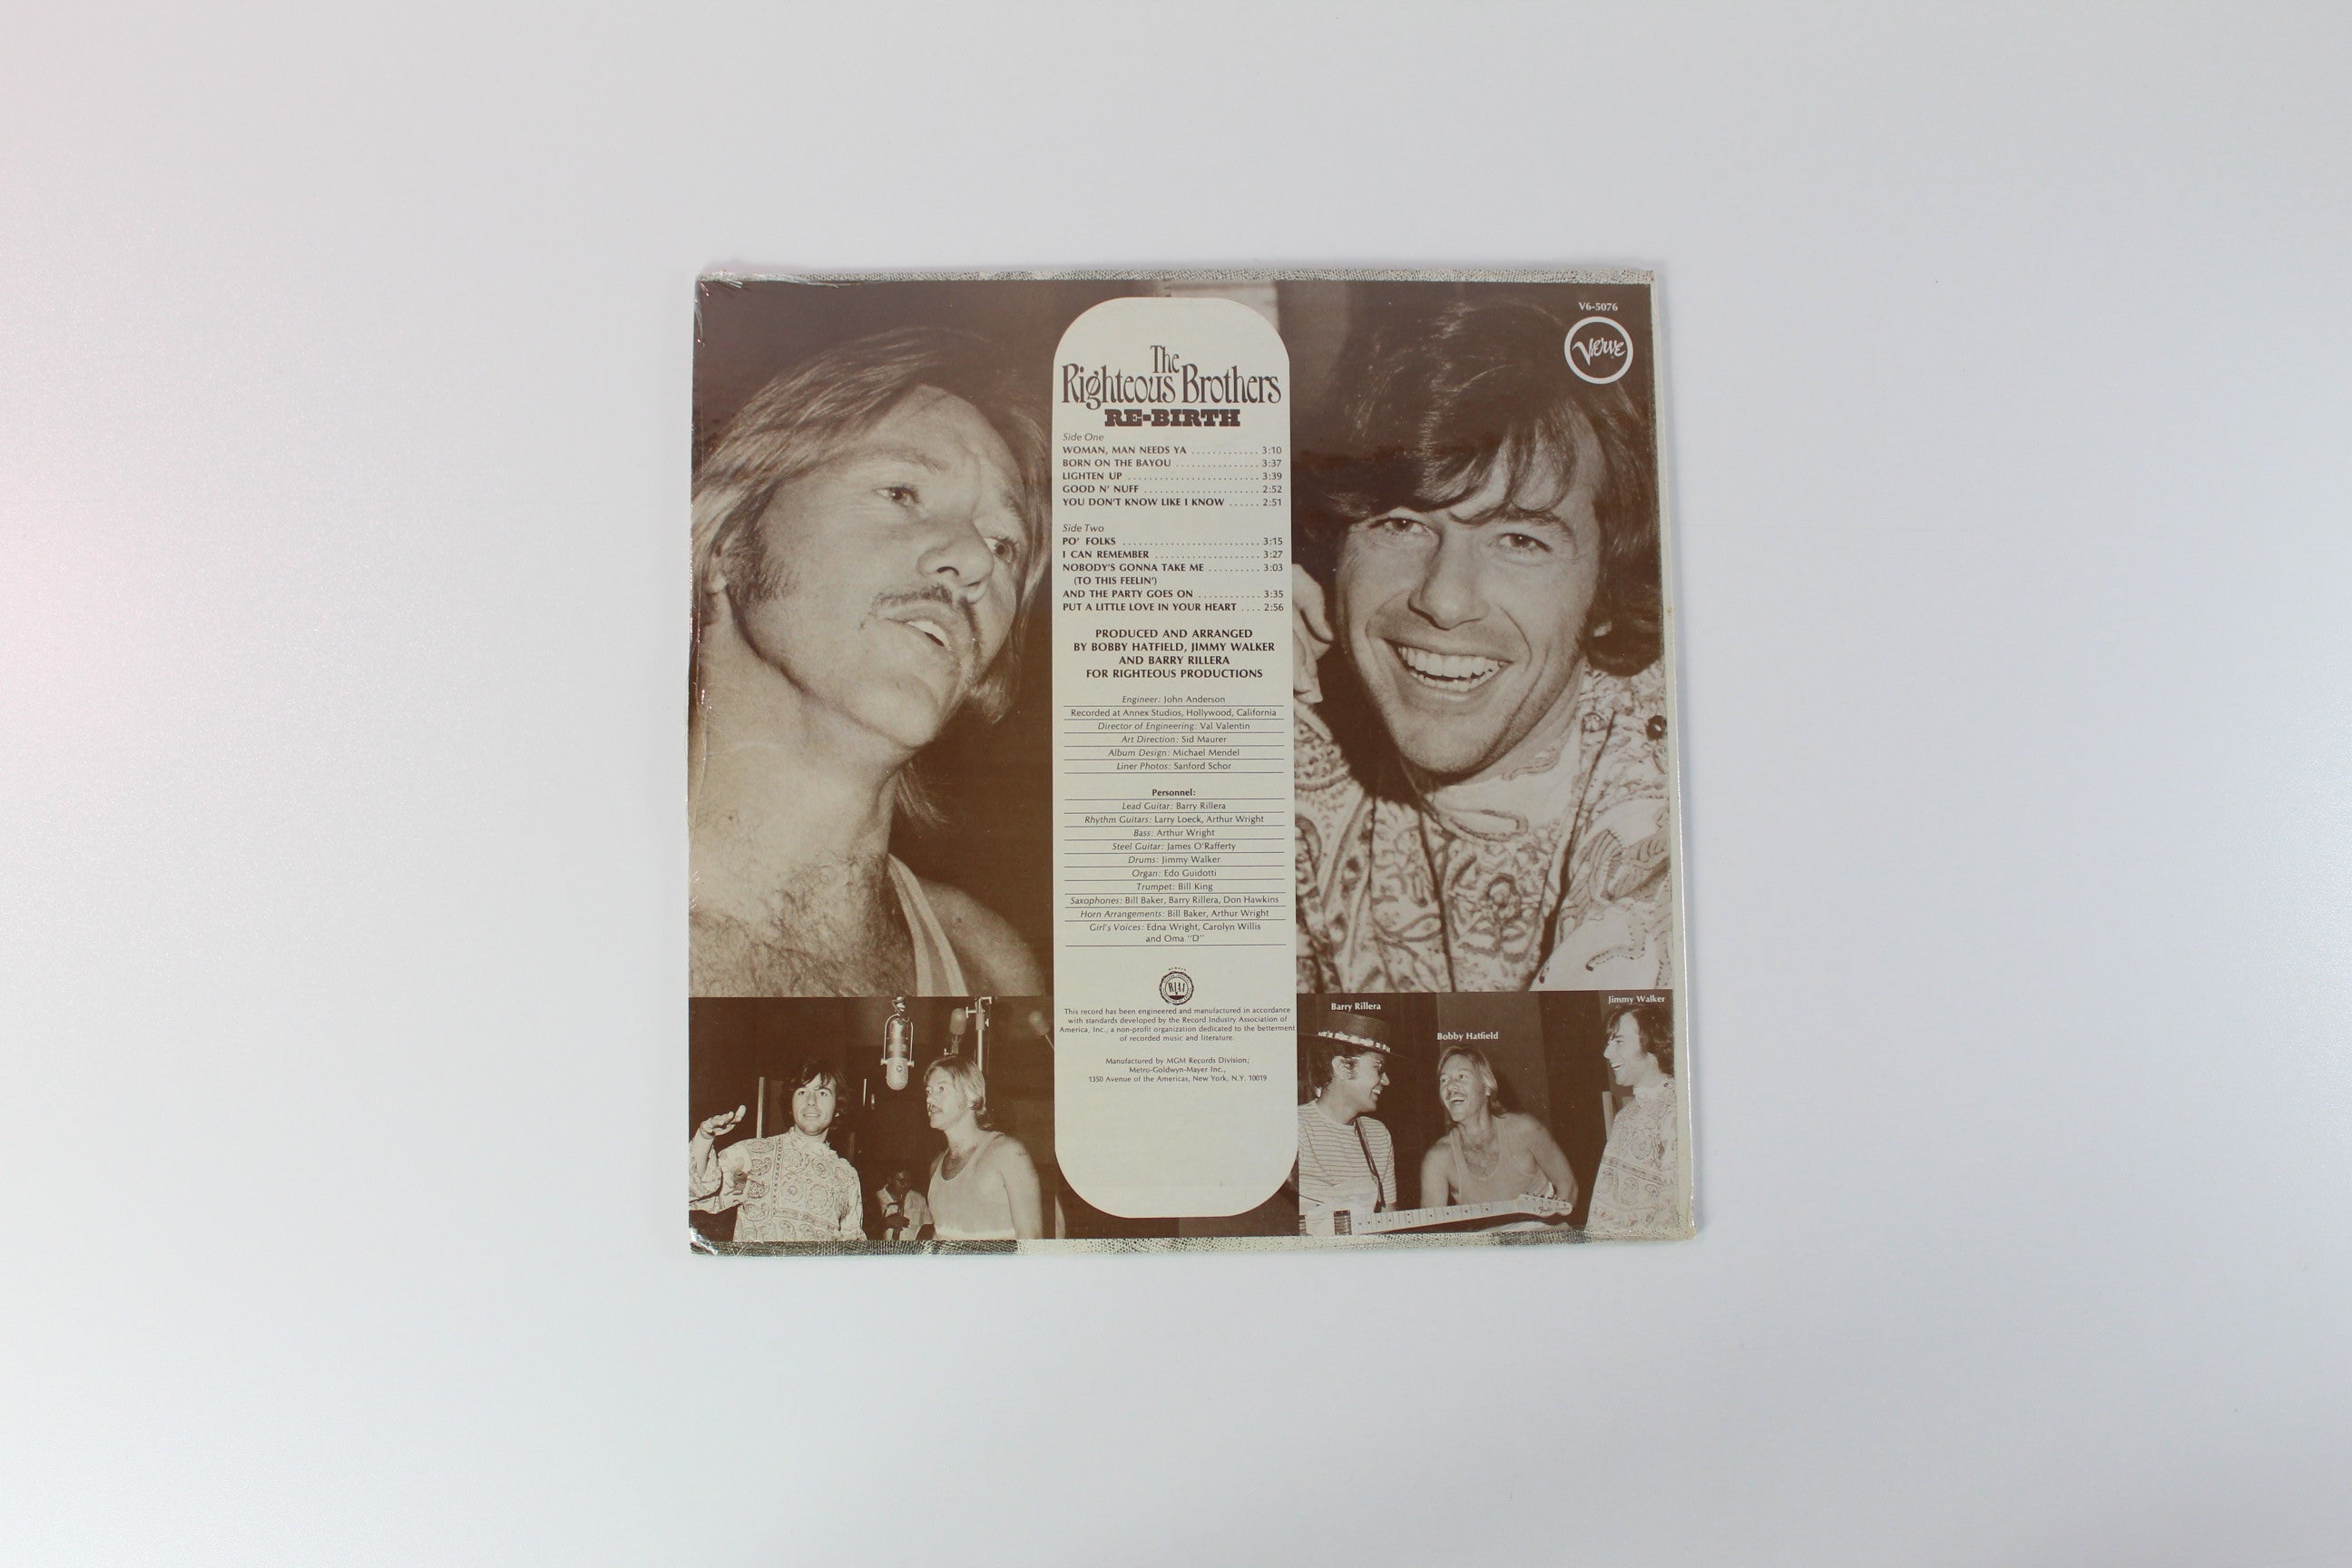 V6-5076
Verve
The
Righteous Brothers
RE-BIRTH
Side One
WOMAN, MAN NEEDS YA ............. 3:10
BORN ON THE BAYOU ................ 3:37
LIGHTEN UP ......................... 3:39
GOOD N' NUFF ...................... 2:52
YOU DON'T KNOW LIKE I KNOW ...... 2:51
Side Two
PO' FOLKS .......................... 3:15
I CAN REMEMBER .................... 3:27
NOBODY'S GONNA TAKE ME .......... 3:03
(TO THIS FEELIN')
AND THE PARTY GOES ON ............ 3:35
PUT A LITTLE LOVE IN YOUR HEART .... 2:56
PRODUCED AND ARRANGED
BY BOBBY HATFIELD, JIMMY WALKER
AND BARRY RILLERA
FOR RIGHTEOUS PRODUCTIONS
Engineer: John Anderson
Recorded at Annex Studios, Hollywood, California
Director of Engineering: Val Valentin
Art Direction: Sid Maurer
Album Design: Michael Mendel
Liner Photos: Sanford Schor
Personnel:
Lead Guitar: Barry Rillera
Rhythm Guitars: Larry Loeck, Arthur Wright
Bass: Arthur Wright
Steel Guitar: James O'Rafferty
Drums: Jimmy Walker
Organ: Edo Guidotti
Trumpet: Bill King
Saxophones: Bill Baker, Barry Rillera, Don Hawkins
Horn Arrangements: Bill Baker, Arthur Wright
Girl's Voices: Edna Wright, Carolyn Willis
and Oma "D"
This record has been engineered and manufactured in accordance
with standards developed by the Record Industry Association of
America, Inc., a non-profit organization dedicated to the betterment
of recorded music and literature.
Manufactured by MGM Records Division;
Metro-Goldwyn-Mayer Inc.,
1350 Avenue of the Americas, New York, N.Y. 10019
Barry Rillera
Bobby Hatfield
Jimmy Walker